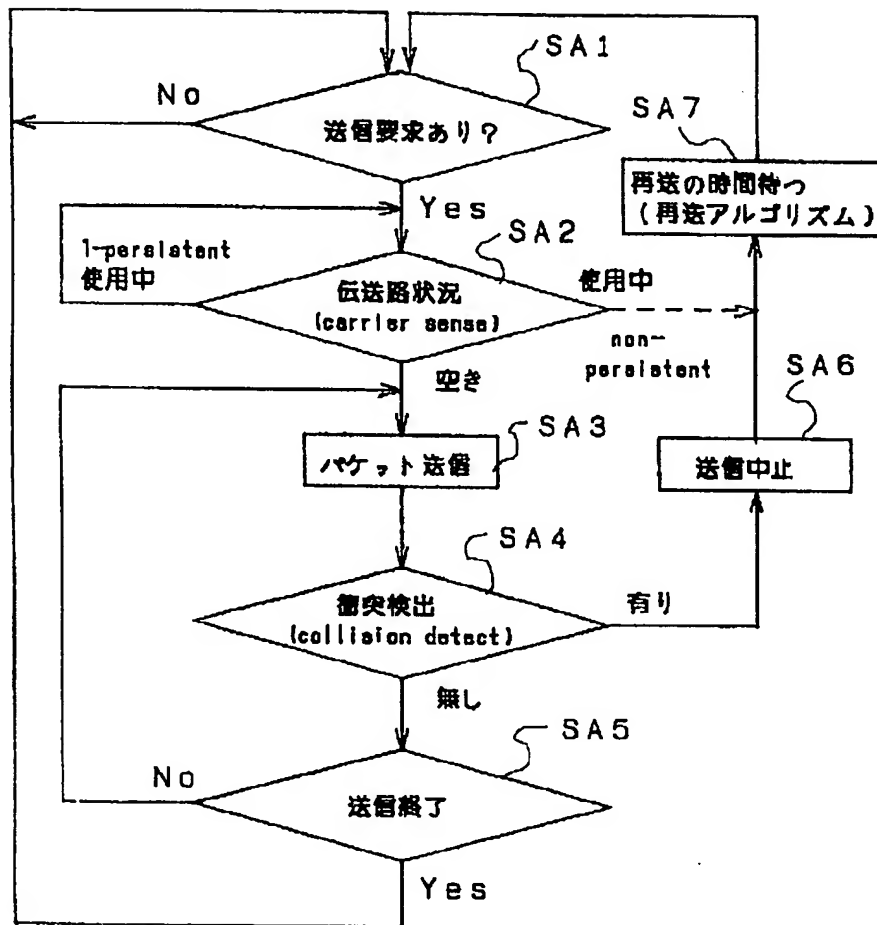 SA1
No
送信要求あり?
SA7
再送の時間待つ
(再送アルゴリズム)
Yes
SA2
1-persistent
使用中
伝送路状況
(carrier sense)
使用中
non-
persistent
空き
SA6
SA3
パケット送信
送信中止
SA4
衝突検出
(collision detect)
有り
無し
SA5
No
送信終了
Yes